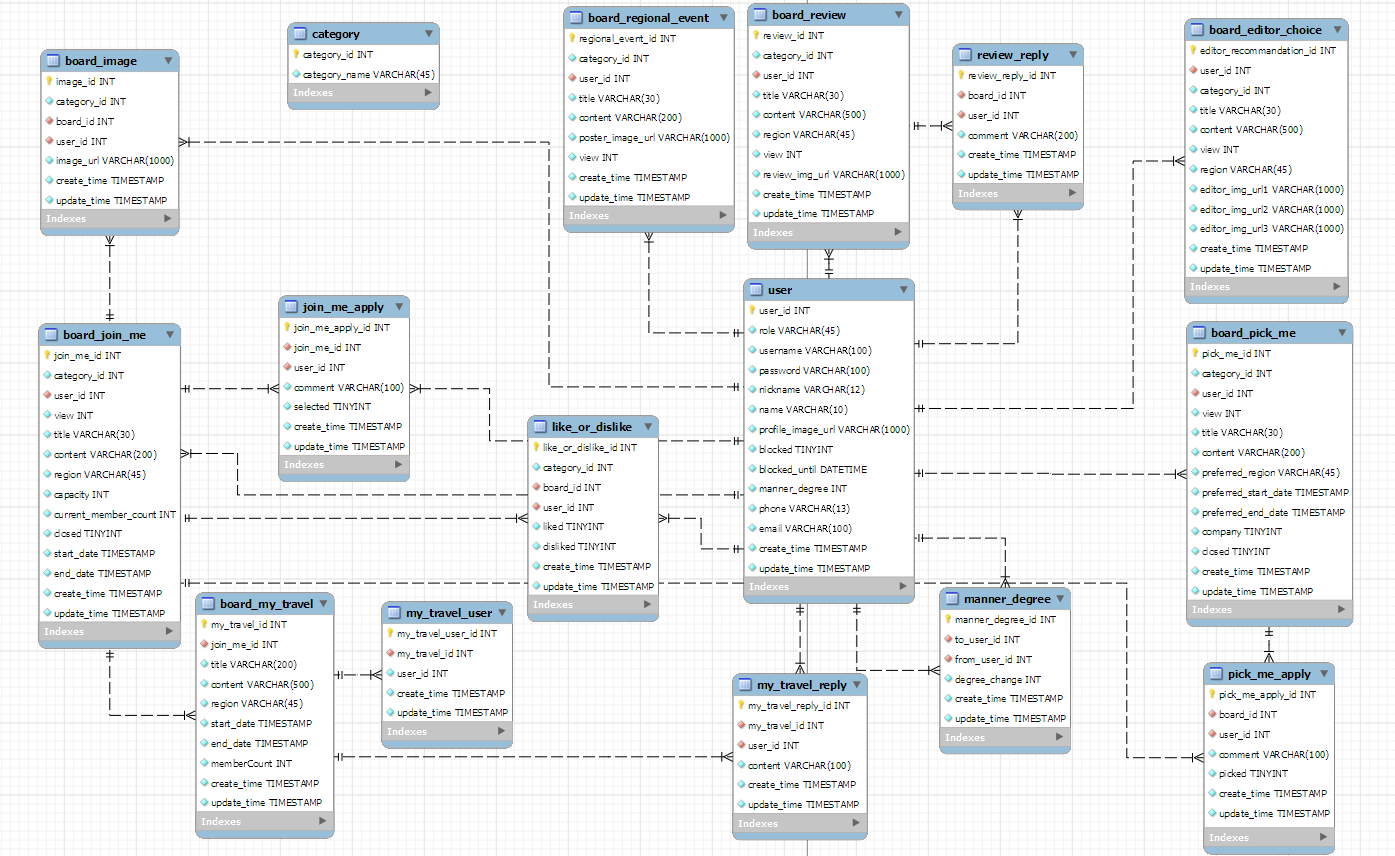 board_image
image_id INT
category_id INT
board_id INT
user_id INT
image_url VARCHAR(1000)
create_time TIMESTAMP
update_time TIMESTAMP
Indexes
category
category_id INT
category_name VARCHAR(45)
Indexes
board_regional_event
regional_event_id INT
category_id INT
user_id INT
title VARCHAR(30)
content VARCHAR(200)
poster_image_url VARCHAR(1000)
view INT
create_time TIMESTAMP
update_time TIMESTAMP
Indexes
board_review
review_id INT
category_id INT
user_id INT
title VARCHAR(30)
content VARCHAR(500)
region VARCHAR(45)
view INT
review_img_url VARCHAR(1000)
create_time TIMESTAMP
update_time TIMESTAMP
Indexes
review_reply
review_reply_id INT
board_id INT
user_id INT
comment VARCHAR(200)
create_time TIMESTAMP
update_time TIMESTAMP
Indexes
board_editor_choice
editor_recommandation_id INT
user_id INT
category_id INT
title VARCHAR(30)
content VARCHAR(500)
view INT
region VARCHAR(45)
editor_img_url1 VARCHAR(1000)
editor_img_url2 VARCHAR(1000)
editor_img_url3 VARCHAR(1000)
create_time TIMESTAMP
update_time TIMESTAMP
Indexes
board_join_me
join_me_id INT
category_id INT
user_id INT
view INT
title VARCHAR(30)
content VARCHAR(200)
region VARCHAR(45)
capacity INT
current_member_count INT
closed TINYINT
start_date TIMESTAMP
end_date TIMESTAMP
create_time TIMESTAMP
update_time TIMESTAMP
Indexes
join_me_apply
join_me_apply_id INT
join_me_id INT
user_id INT
comment VARCHAR(100)
selected TINYINT
create_time TIMESTAMP
update_time TIMESTAMP
Indexes
like_or_dislike
like_or_dislike_id INT
category_id INT
board_id INT
user_id INT
liked TINYINT
disliked TINYINT
create_time TIMESTAMP
update_time TIMESTAMP
Indexes
user
user_id INT
role VARCHAR(45)
username VARCHAR(100)
password VARCHAR(100)
nickname VARCHAR(12)
name VARCHAR(10)
profile_image_url VARCHAR(1000)
blocked TINYINT
blocked_until DATETIME
manner_degree INT
phone VARCHAR(13)
email VARCHAR(100)
create_time TIMESTAMP
update_time TIMESTAMP
Indexes
board_pick_me
pick_me_id INT
category_id INT
user_id INT
view INT
title VARCHAR(30)
content VARCHAR(200)
preferred_region VARCHAR(45)
preferred_start_date TIMESTAMP
preferred_end_date TIMESTAMP
company TINYINT
closed TINYINT
create_time TIMESTAMP
update_time TIMESTAMP
Indexes
board_my_travel
my_travel_id INT
join_me_id INT
title VARCHAR(200)
content VARCHAR(500)
region VARCHAR(45)
start_date TIMESTAMP
end_date TIMESTAMP
memberCount INT
create_time TIMESTAMP
update_time TIMESTAMP
Indexes
my_travel_user
my_travel_user_id INT
my_travel_id INT
user_id INT
create_time TIMESTAMP
update_time TIMESTAMP
Indexes
my_travel_reply
my_travel_reply_id INT
my_travel_id INT
user_id INT
content VARCHAR(100)
create_time TIMESTAMP
update_time TIMESTAMP
Indexes
manner_degree
manner_degree_id INT
to_user_id INT
from_user_id INT
degree_change INT
create_time TIMESTAMP
update_time TIMESTAMP
Indexes
pick_me_apply
pick_me_apply_id INT
board_id INT
user_id INT
comment VARCHAR(100)
picked TINYINT
create_time TIMESTAMP
update_time TIMESTAMP
Indexes